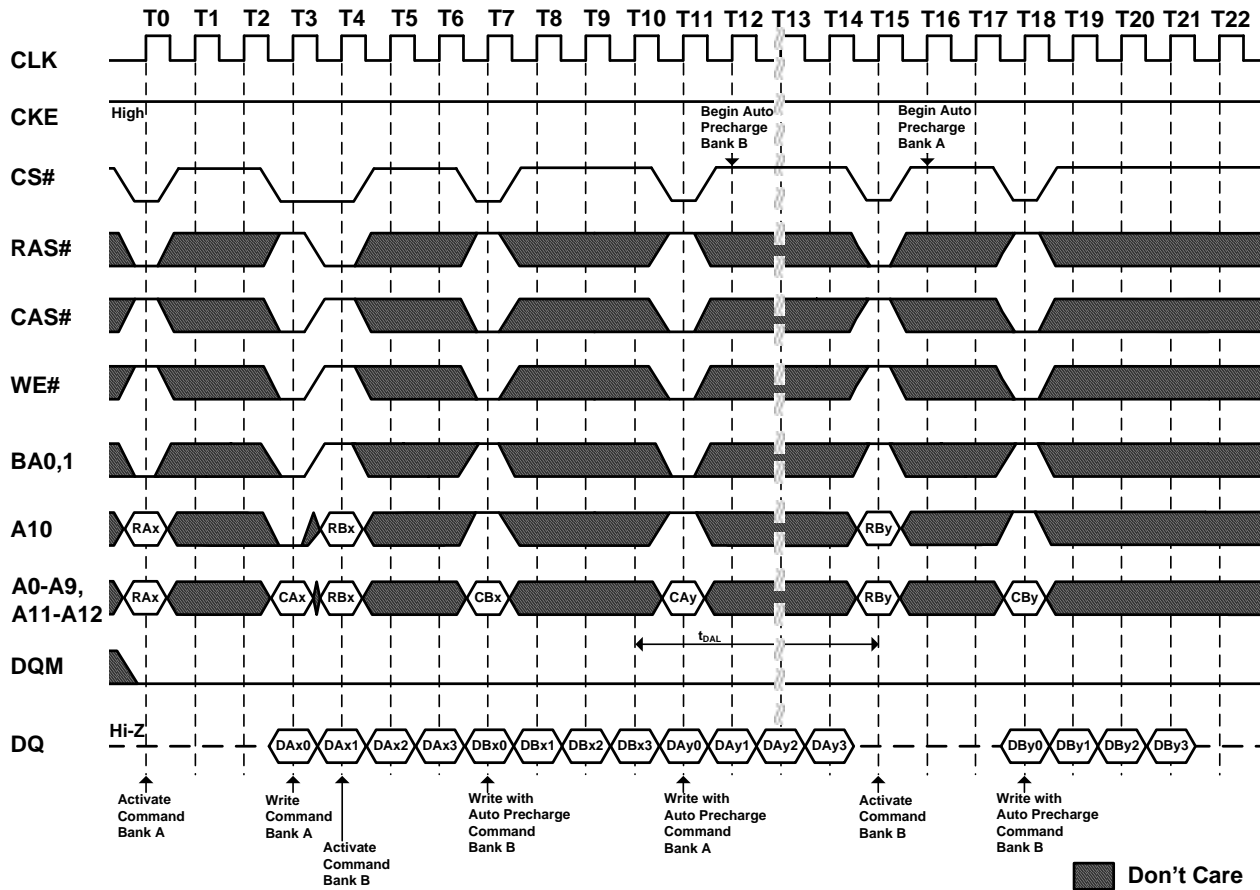 T0 T1 T2 T3 T4 T5 T6 T7 T8 T9 T10 T11 T12 T13 T14 T15 T16 T17 T18 T19 T20 T21 T22
CLK
CKE
High
Begin Auto
Precharge
Bank B
Begin Auto
Precharge
Bank A
CS#
RAS#
CAS#
WE#
BA0,1
A10
RAx RBx RBy
A0-A9,
A11-A12
RAx CAx RBx CBx CAy RBy CBy
tDAL
DQM
DQ
Hi-Z
DAx0 DAx1 DAx2 DAx3 DBx0 DBx1 DBx2 DBx3 DAy0 DAy1 DAy2 DAy3 DBy0 DBy1 DBy2 DBy3
Activate
Command
Bank A
Write
Command
Bank A
Activate
Command
Bank B
Write with
Auto Precharge
Command
Bank B
Write with
Auto Precharge
Command
Bank A
Activate
Command
Bank B
Write with
Auto Precharge
Command
Bank B
Don't Care